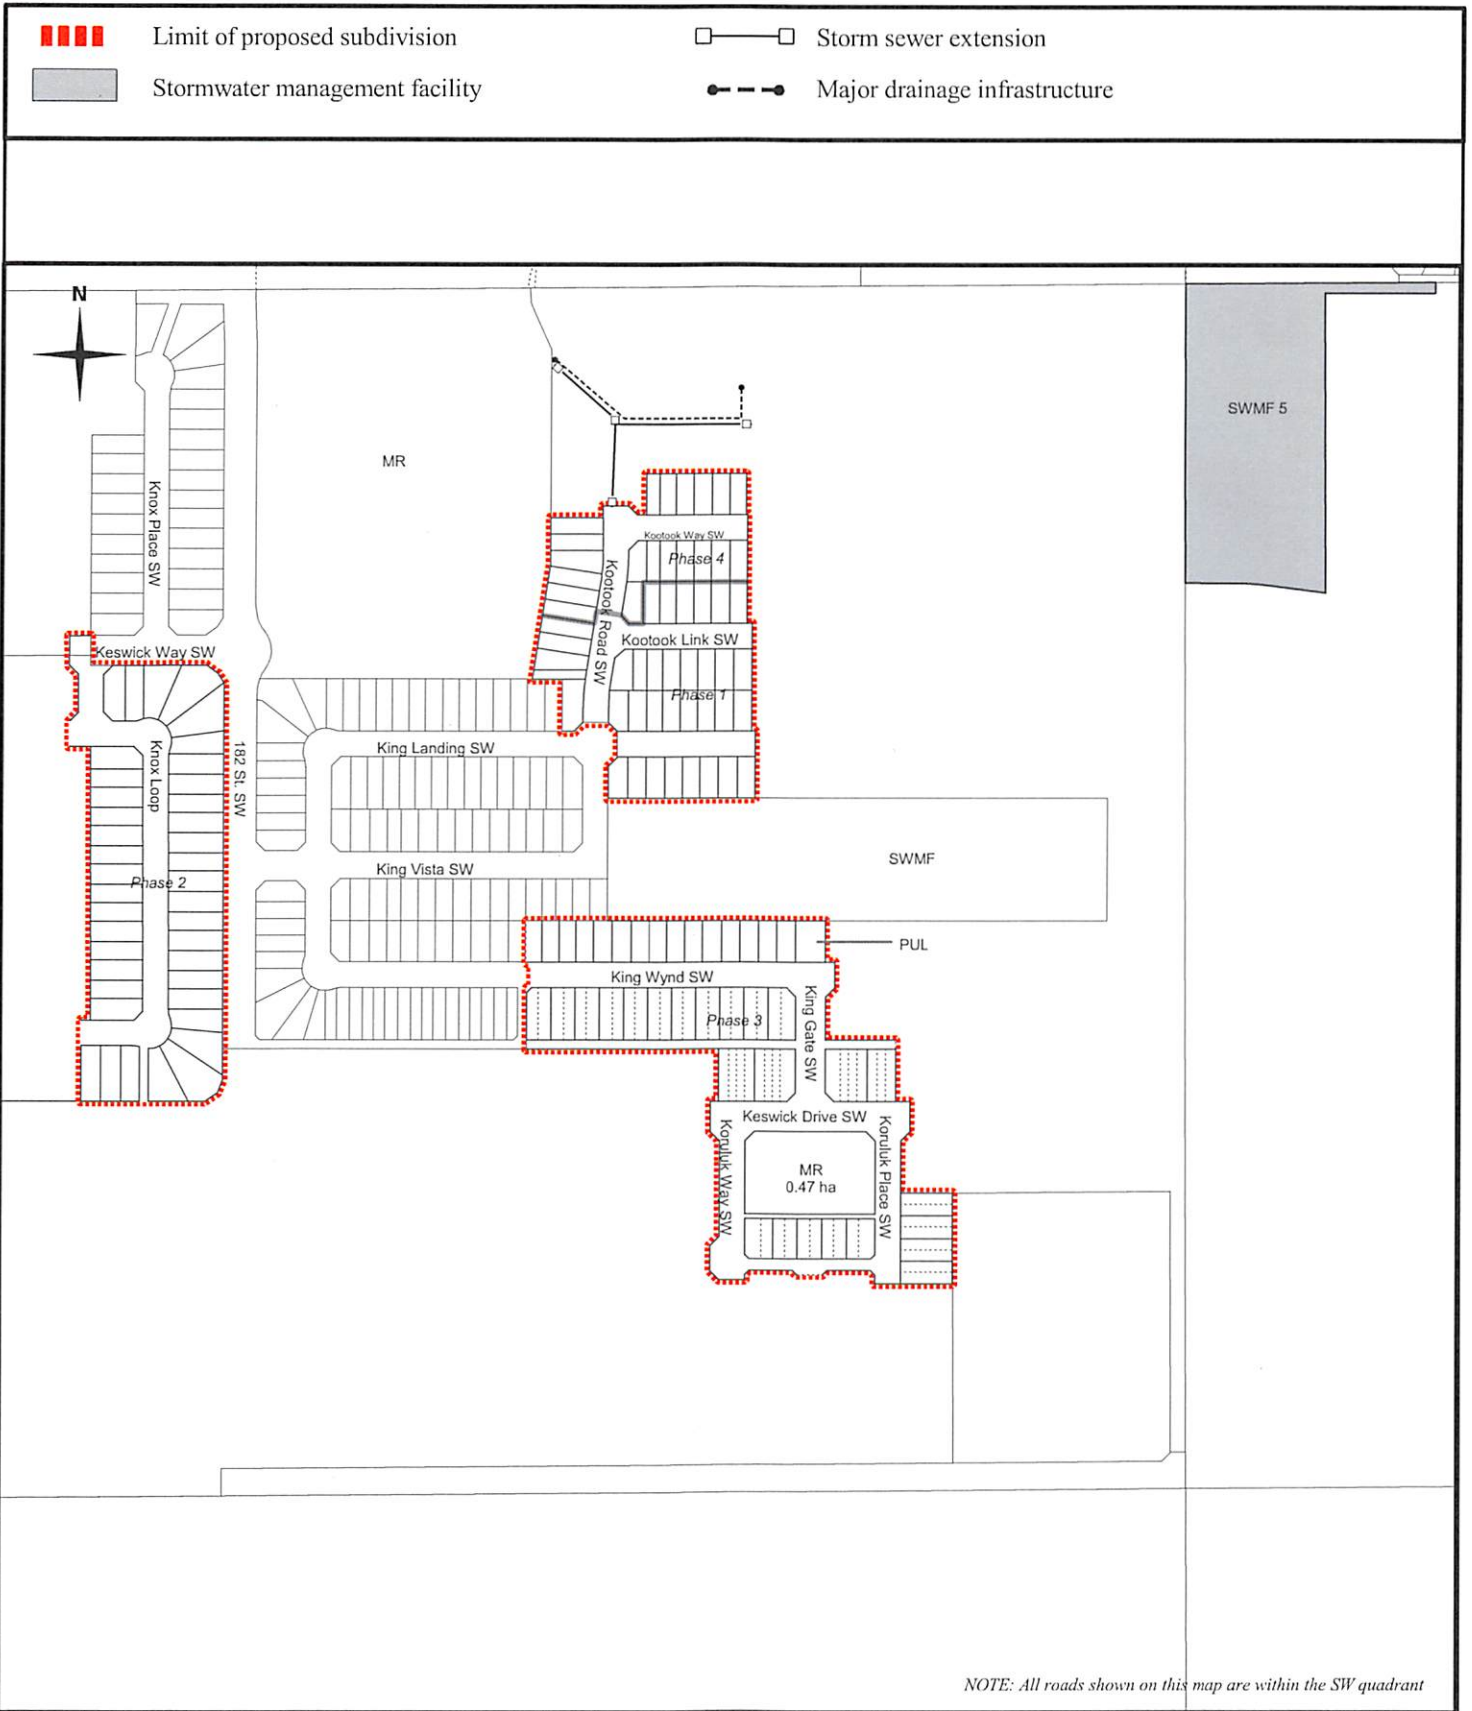 Limit of proposed subdivision
Storm sewer extension
Stormwater management facility
Major drainage infrastructure
N
SWMF 5
MR
Knox Place SW
Kootook Way SW
Phase 4
Kootook Road SW
Kootook Link SW
Keswick Way SW
Phase 1
182 St. SW
Knox Loop
King Landing SW
SWMF
King Vista SW
Phase 2
PUL
King Wynd SW
King Gate SW
Phase 3
Keswick Drive SW
Koruluk Way SW
Koruluk Place SW
MR
0.47 ha
NOTE: All roads shown on this map are within the SW quadrant